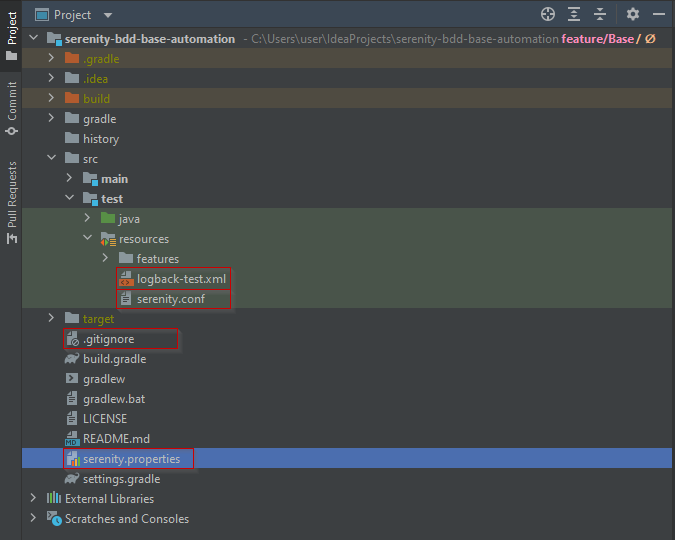 Project
serenity-bdd-base-automation - C:\Users\user\IdeaProjects\serenity-bdd-base-automation feature/Base / Ø
.gradle
.idea
build
gradle
history
src
main
test
java
resources
features
logback-test.xml
serenity.conf
target
.gitignore
build.gradle
gradlew
gradlew.bat
LICENSE
README.md
serenity.properties
settings.gradle
External Libraries
Scratches and Consoles
Project
Commit
Pull Requests